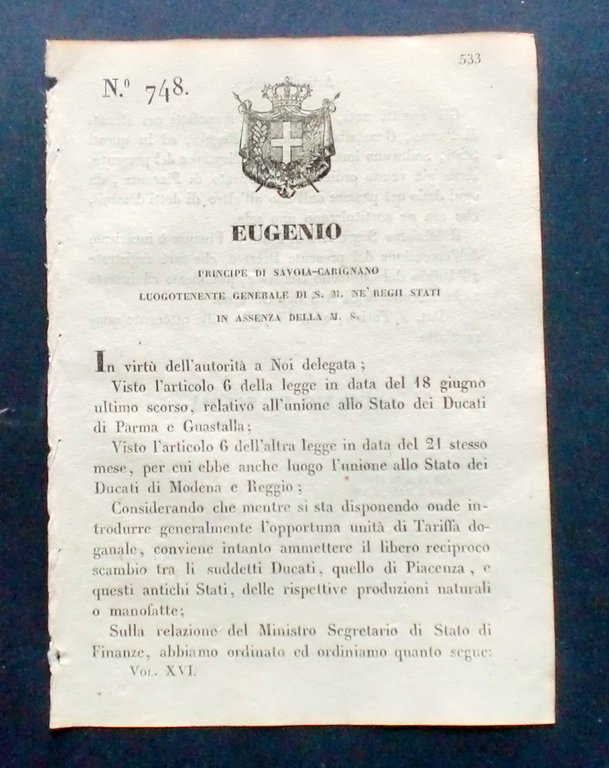 533
N.º 748.
EUGENIO
PRINCIPE DI SAVOIA-CARIGNANO
LUOGOTENENTE GENERALE DI S. M. NE' REGII STATI
IN ASSENZA DELLA M. S.
In virtù dell'autorità a Noi delegata;
Visto l'articolo 6 della legge in data del 18 giugno
ultimo scorso, relativo all'unione allo Stato dei Ducati
di Parma e Guastalla;
Visto l'articolo 6 dell'altra legge in data del 21 stesso
mese, per cui ebbe anche luogo l'unione allo Stato dei
Ducati di Modena e Reggio;
Considerando che mentre si sta disponendo onde in-
trodurre generalmente l'opportuna unità di Tariffa do-
ganale, conviene intanto ammettere il libero reciproco
scambio tra li suddetti Ducati, quello di Piacenza, e
questi antichi Stati, delle rispettive produzioni naturali
o manofatte;
Sulla relazione del Ministro Segretario di Stato di
Finanze, abbiamo ordinato ed ordiniamo quanto segue:
Vol. XVI.